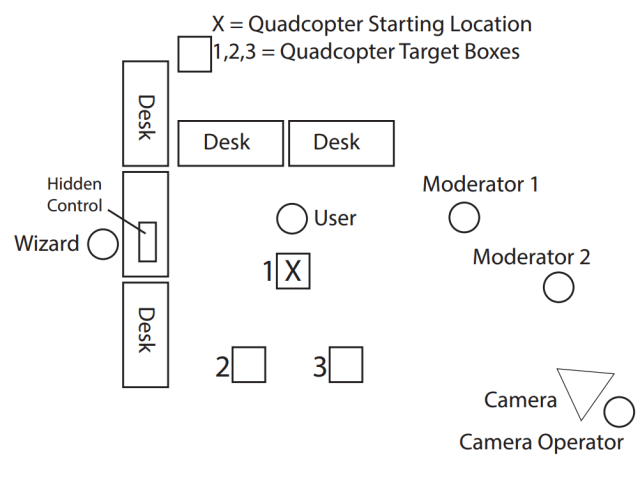 X = Quadcopter Starting Location
1,2,3 = Quadcopter Target Boxes
Desk
Desk
Desk
Hidden
Control
Wizard
User
Moderator 1
Moderator 2
1 X
Desk
2
3
Camera
Camera Operator